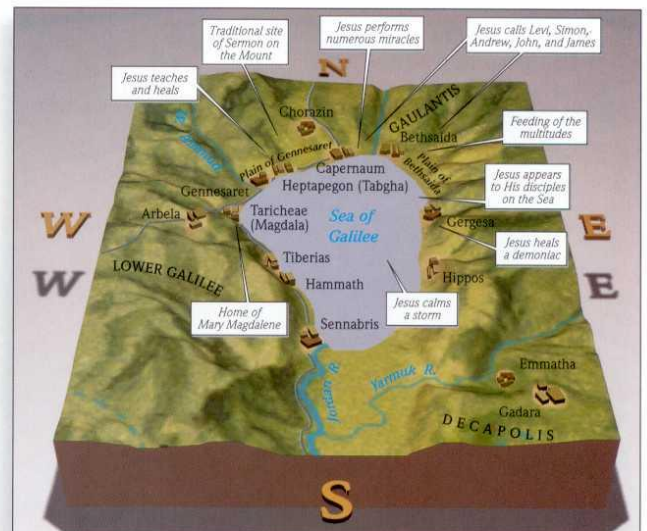 Traditional site
of Sermon on
the Mount
Jesus performs
numerous miracles
Jesus calls Levi, Simon,
Andrew, John, and James
Jesus teaches
and heals
N
Chorazin
GAULANTIS
Bethsaida
Feeding of the
multitudes
Plain of Gennesaret
Plain of
Bethsaida
Capernaum
Heptapegon (Tabgha)
Jesus appears
to His disciples
on the Sea
Gennesaret
W
Arbela
Taricheae
(Magdala)
Sea of
Galilee
Gergesa
E
Jesus heals
a demoniac
W
LOWER GALILEE
Tiberias
Hammath
Hippos
E
Home of
Mary Magdalene
Jesus calms
a storm
Sennabris
Jordan R.
Yarmuk R.
Emmatha
Gadara
DECAPOLIS
S